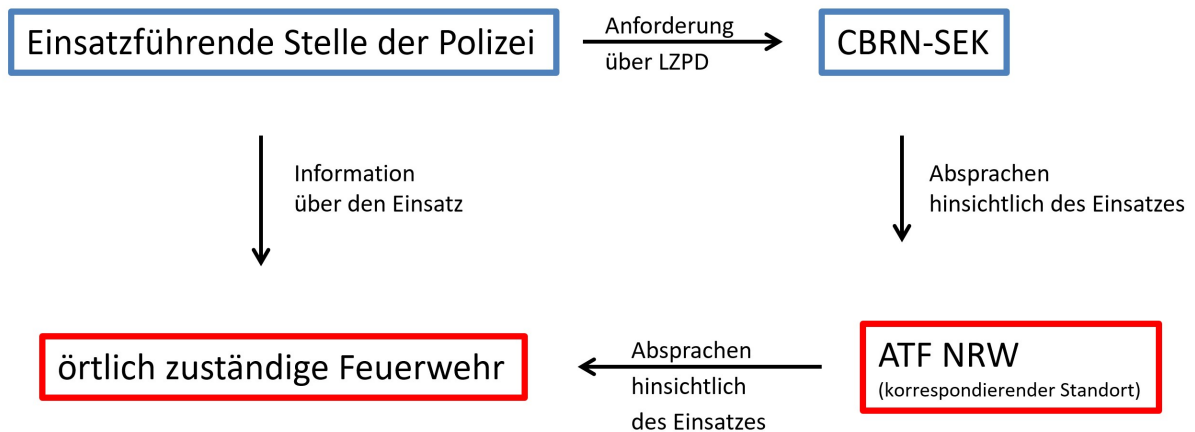 Einsatzführende Stelle der Polizei
Anforderung
über LZPD
CBRN-SEK
Information
über den Einsatz
Absprachen
hinsichtlich des Einsatzes
örtlich zuständige Feuerwehr
Absprachen
hinsichtlich
des Einsatzes
ATF NRW
(korrespondierender Standort)